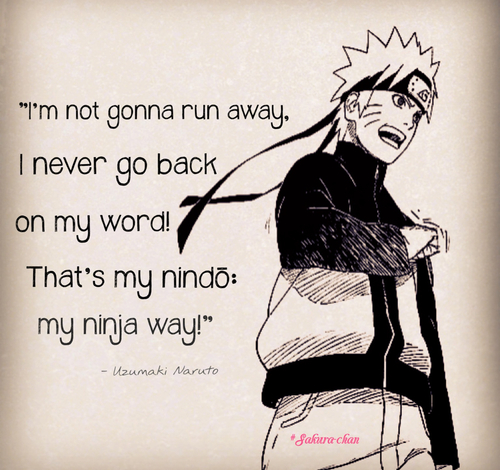 "I'm not gonna run away,
I never go back
on my word!
That's my nindō:
my ninja way!"
- Uzumaki Naruto
#Sakura-chan